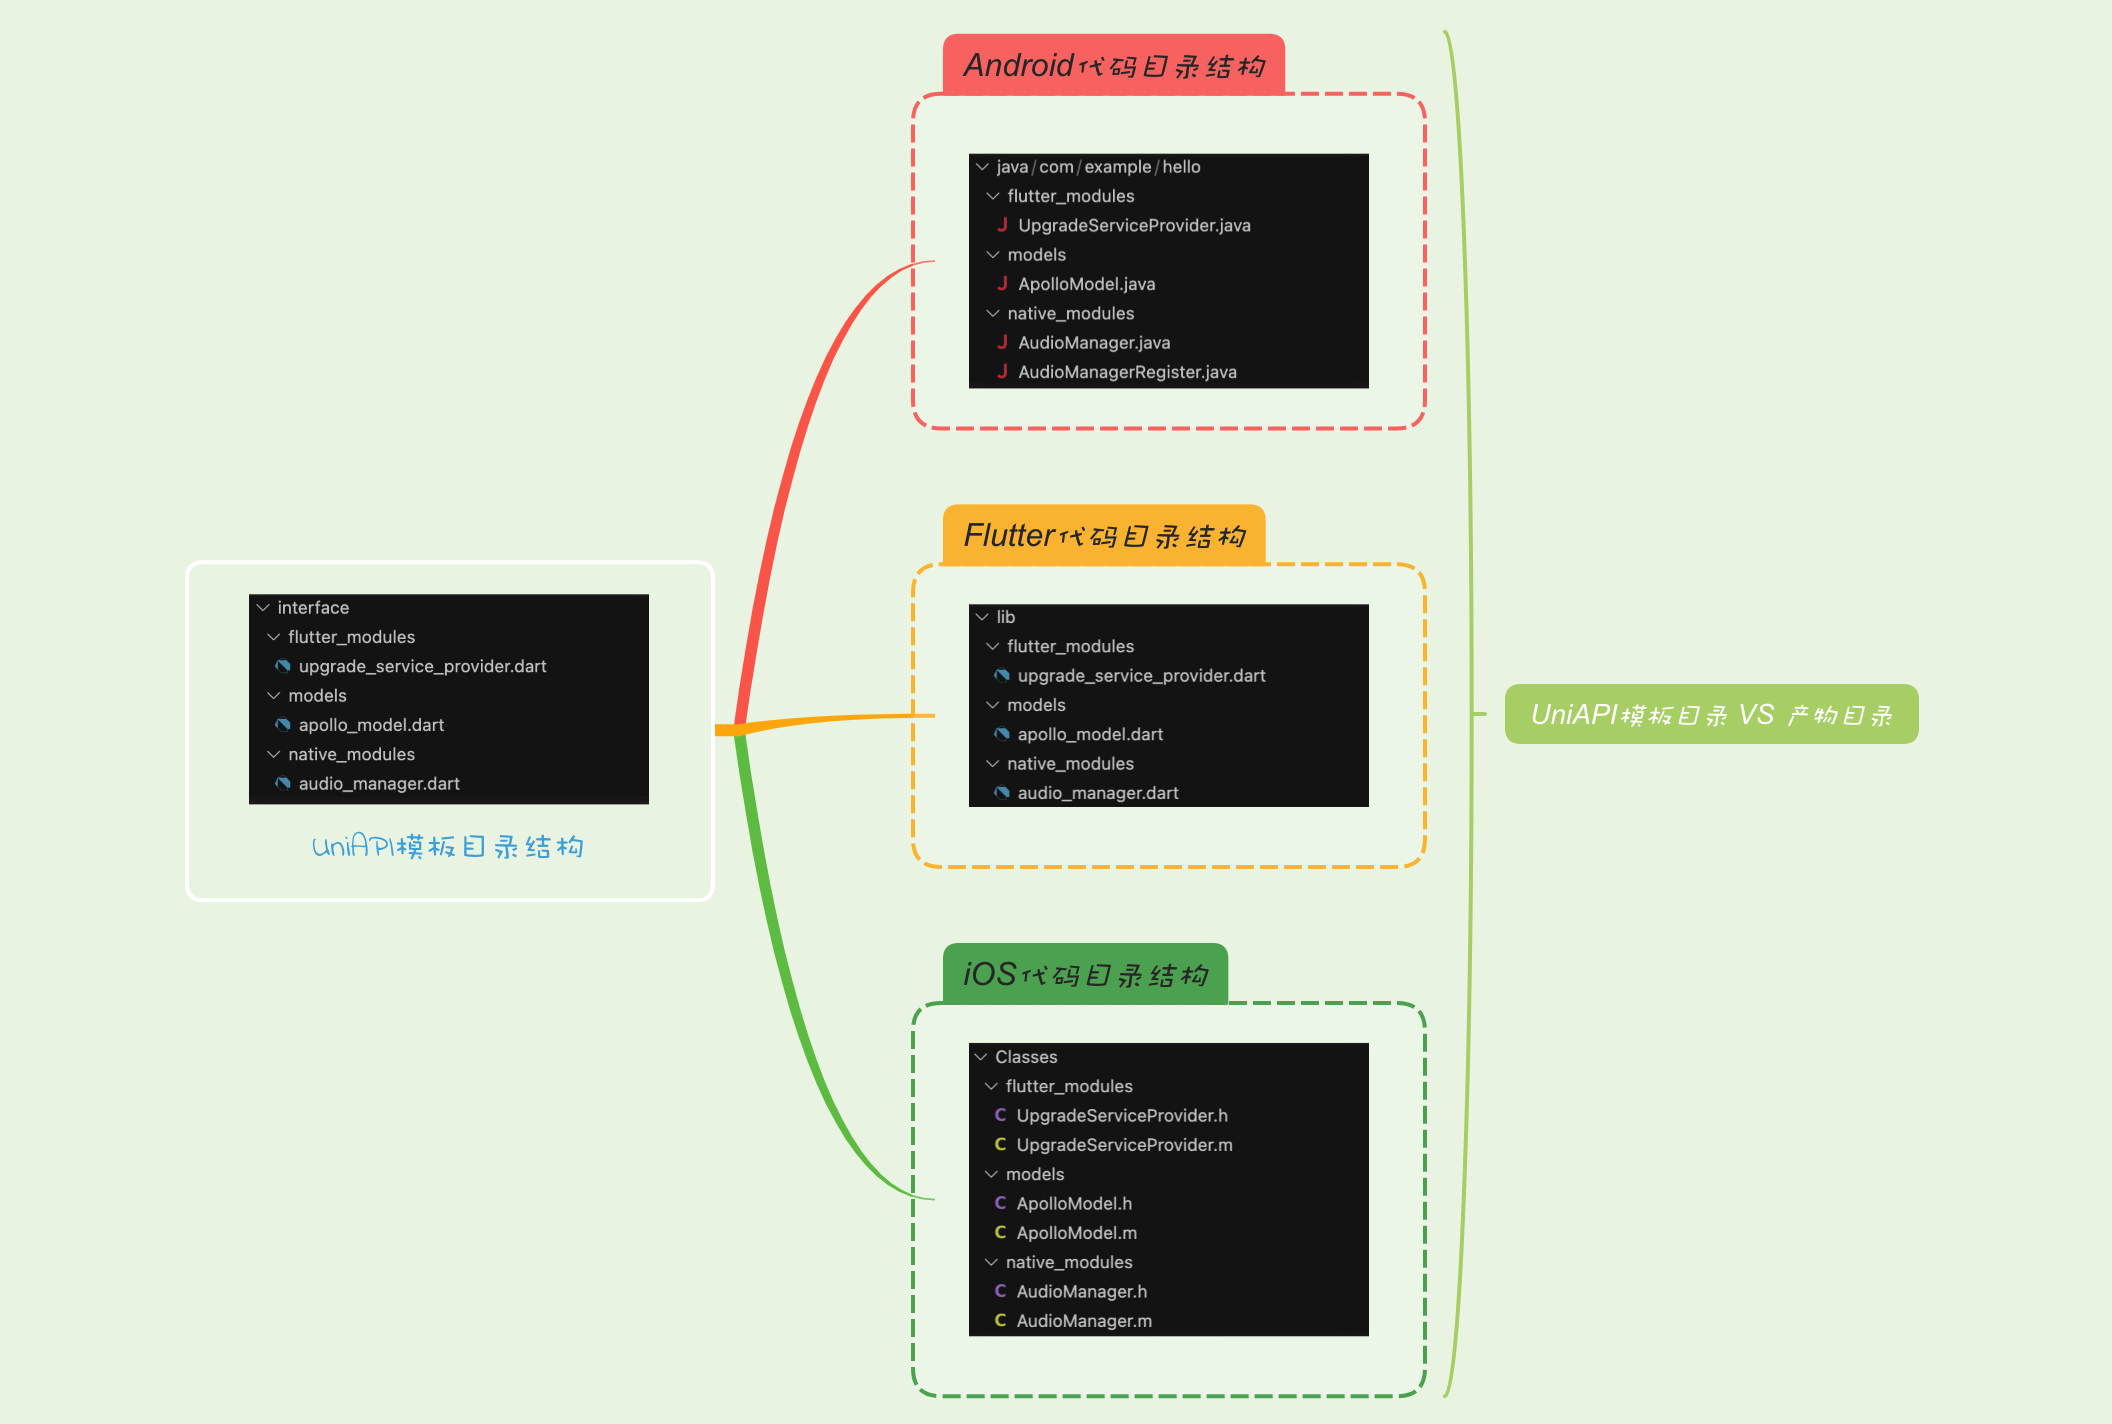 interface
flutter_modules
upgrade_service_provider.dart
models
apollo_model.dart
native_modules
audio_manager.dart
UniAPI模板目录结构
Android代码目录结构
java/com/example/hello
flutter_modules
UpgradeServiceProvider.java
models
ApolloModel.java
native_modules
AudioManager.java
AudioManagerRegister.java
Flutter代码目录结构
lib
flutter_modules
upgrade_service_provider.dart
models
apollo_model.dart
native_modules
audio_manager.dart
iOS代码目录结构
Classes
flutter_modules
UpgradeServiceProvider.h
UpgradeServiceProvider.m
models
ApolloModel.h
ApolloModel.m
native_modules
AudioManager.h
AudioManager.m
UniAPI模板目录 VS 产物目录